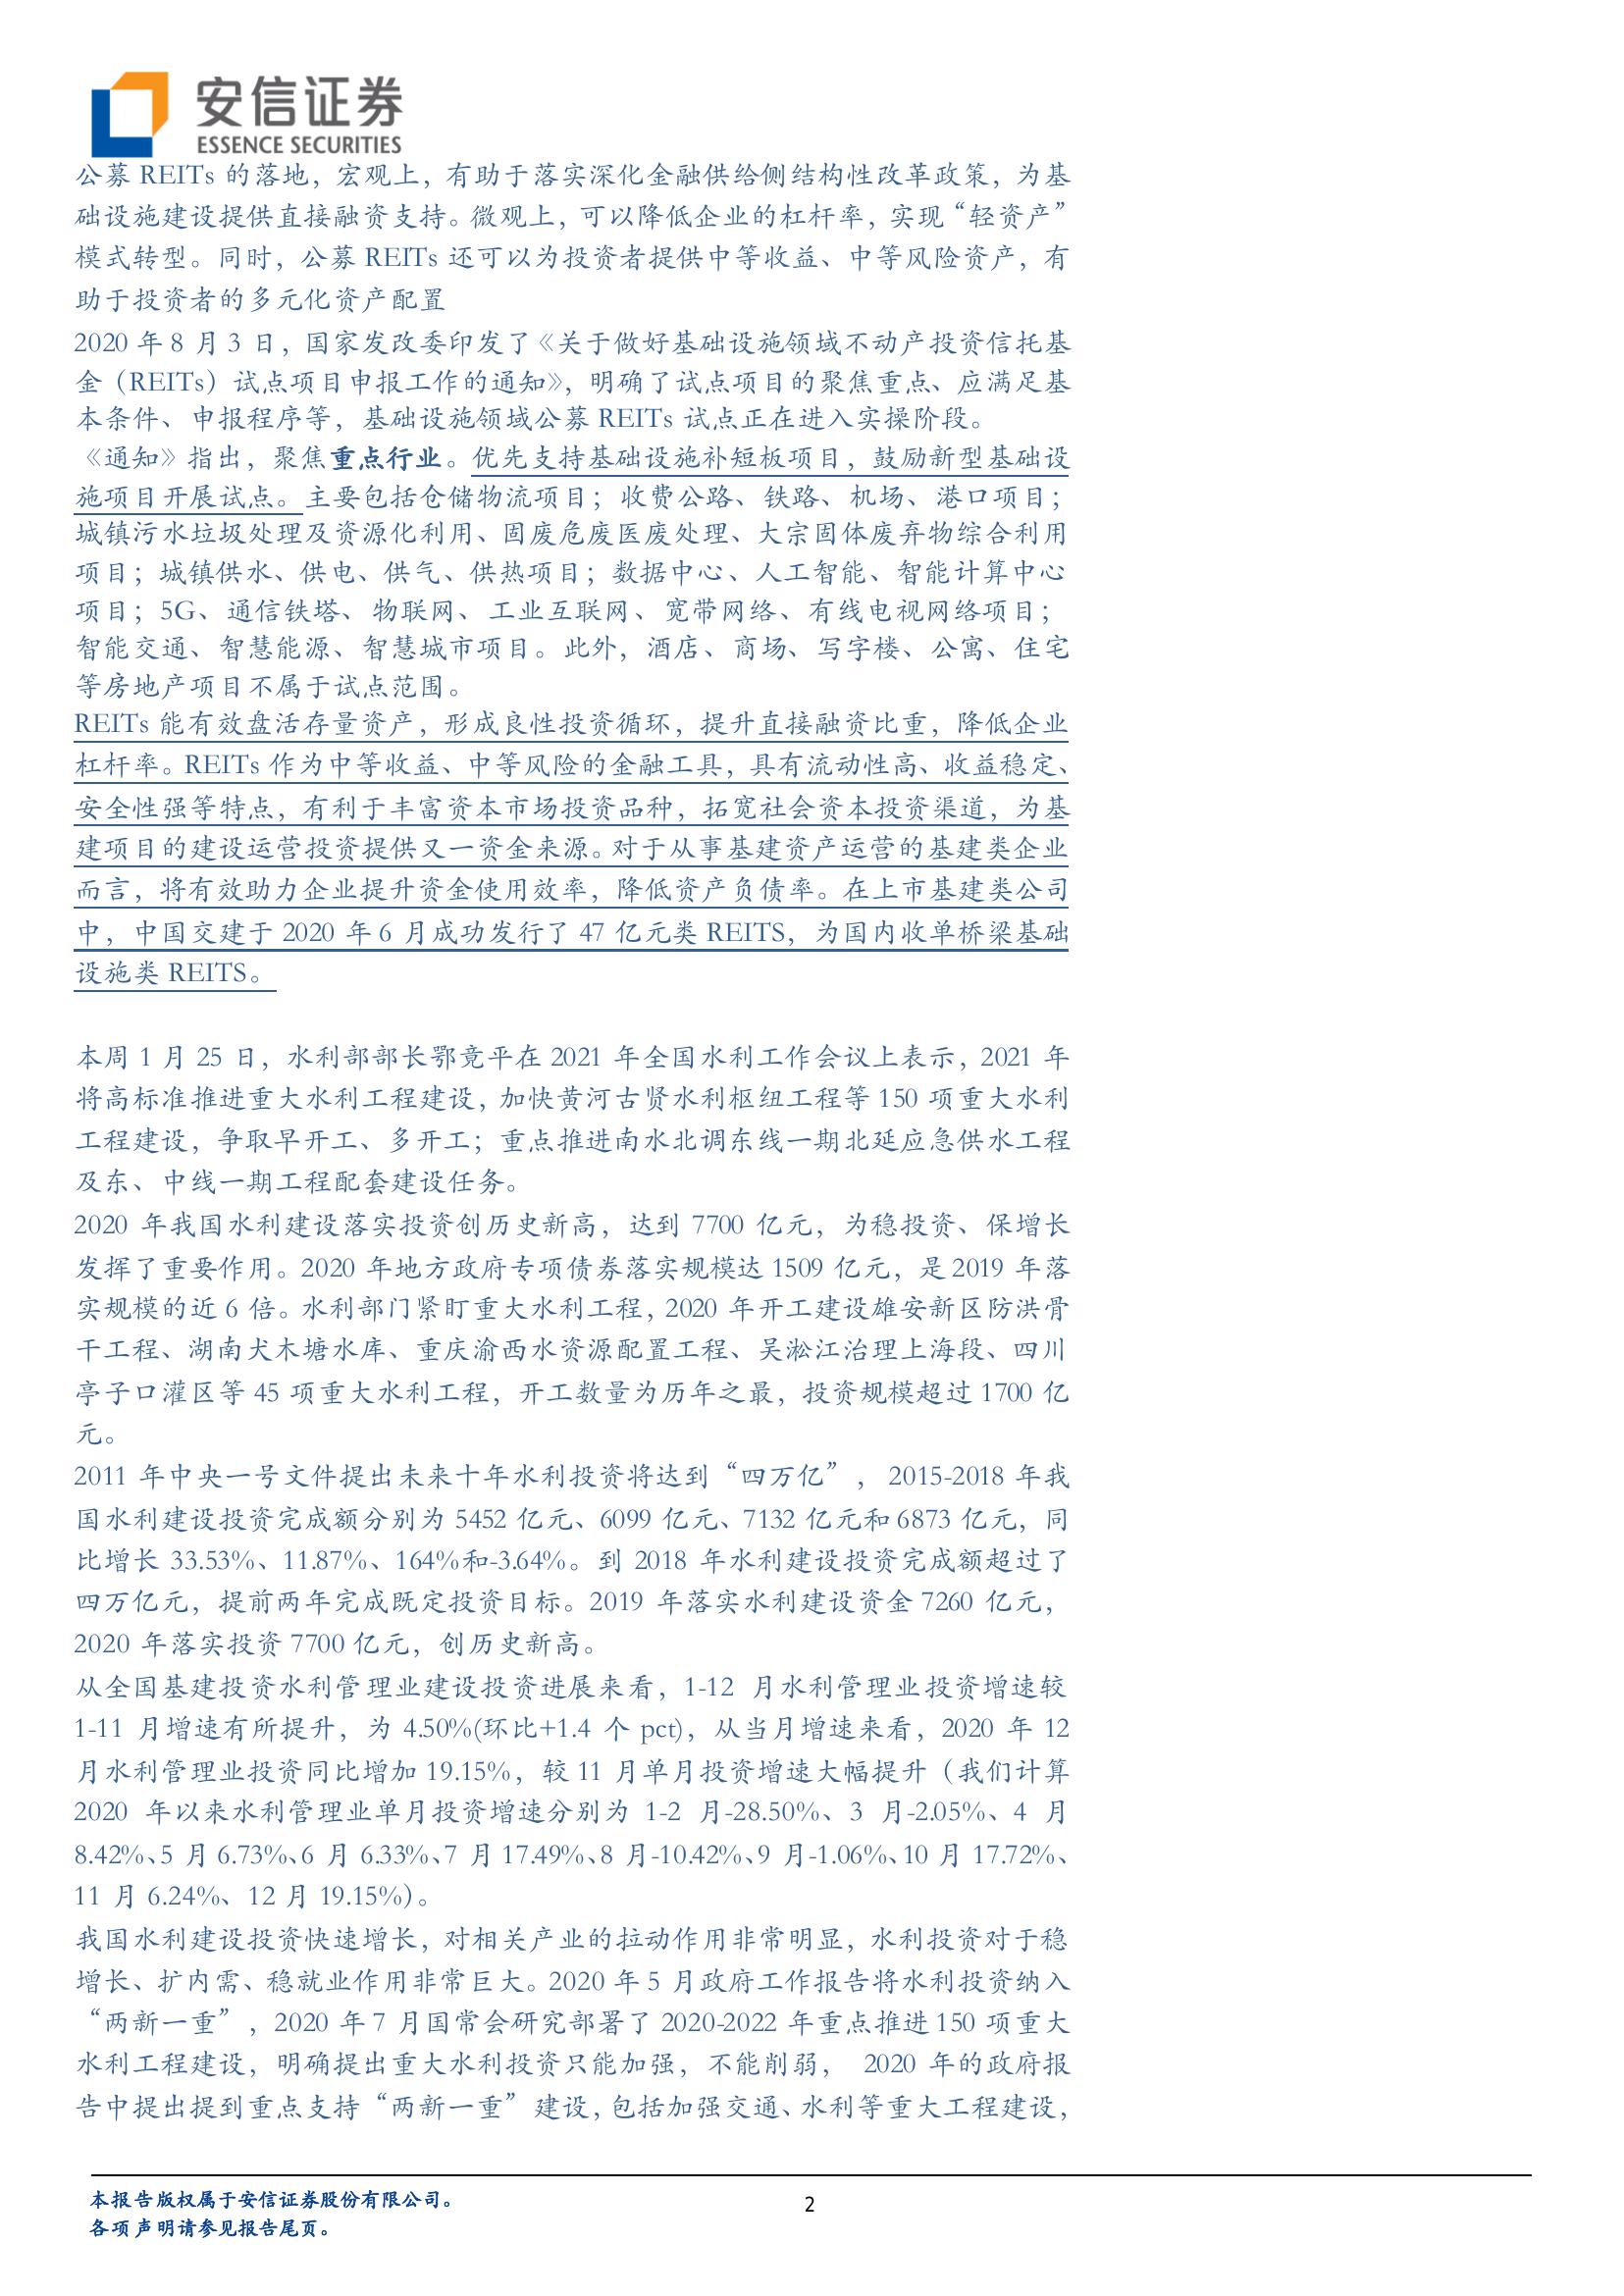 安信证券
ESSENCE SECURITIES
公募 REITs 的落地，宏观上，有助于落实深化金融供给侧结构性改革政策，为基
础设施建设提供直接融资支持。微观上，可以降低企业的杠杆率，实现“轻资产”
模式转型。同时，公募 REITs 还可以为投资者提供中等收益、中等风险资产，有
助于投资者的多元化资产配置
2020 年 8 月 3 日，国家发改委印发了《关于做好基础设施领域不动产投资信托基
金（REITs）试点项目申报工作的通知》，明确了试点项目的聚焦重点、应满足基
本条件、申报程序等，基础设施领域公募 REITs 试点正在进入实操阶段。
《通知》指出，聚焦重点行业。优先支持基础设施补短板项目，鼓励新型基础设
施项目开展试点。主要包括仓储物流项目；收费公路、铁路、机场、港口项目；
城镇污水垃圾处理及资源化利用、固废危废医废处理、大宗固体废弃物综合利用
项目；城镇供水、供电、供气、供热项目；数据中心、人工智能、智能计算中心
项目；5G、通信铁塔、物联网、工业互联网、宽带网络、有线电视网络项目；
智能交通、智慧能源、智慧城市项目。此外，酒店、商场、写字楼、公寓、住宅
等房地产项目不属于试点范围。
REITs 能有效盘活存量资产，形成良性投资循环，提升直接融资比重，降低企业
杠杆率。REITs 作为中等收益、中等风险的金融工具，具有流动性高、收益稳定、
安全性强等特点，有利于丰富资本市场投资品种，拓宽社会资本投资渠道，为基
建项目的建设运营投资提供又一资金来源。对于从事基建资产运营的基建类企业
而言，将有效助力企业提升资金使用效率，降低资产负债率。在上市基建类公司
中，中国交建于 2020 年 6 月成功发行了 47 亿元类 REITS，为国内收单桥梁基础
设施类 REITS。
本周 1 月 25 日，水利部部长鄂竟平在 2021 年全国水利工作会议上表示，2021 年
将高标准推进重大水利工程建设，加快黄河古贤水利枢纽工程等 150 项重大水利
工程建设，争取早开工、多开工；重点推进南水北调东线一期北延应急供水工程
及东、中线一期工程配套建设任务。
2020 年我国水利建设落实投资创历史新高，达到 7700 亿元，为稳投资、保增长
发挥了重要作用。2020 年地方政府专项债券落实规模达 1509 亿元，是 2019 年落
实规模的近 6 倍。水利部门紧盯重大水利工程，2020 年开工建设雄安新区防洪骨
干工程、湖南犬木塘水库、重庆渝西水资源配置工程、吴淞江治理上海段、四川
亭子口灌区等 45 项重大水利工程，开工数量为历年之最，投资规模超过 1700 亿
元。
2011 年中央一号文件提出未来十年水利投资将达到“四万亿”， 2015-2018 年我
国水利建设投资完成额分别为 5452 亿元、6099 亿元、7132 亿元和 6873 亿元，同
比增长 33.53%、11.87%、164%和-3.64%。到 2018 年水利建设投资完成额超过了
四万亿元，提前两年完成既定投资目标。2019 年落实水利建设资金 7260 亿元，
2020 年落实投资 7700 亿元，创历史新高。
从全国基建投资水利管理业建设投资进展来看，1-12 月水利管理业投资增速较
1-11 月增速有所提升，为 4.50%(环比+1.4 个 pct)，从当月增速来看，2020 年 12
月水利管理业投资同比增加 19.15%，较 11 月单月投资增速大幅提升（我们计算
2020 年以来水利管理业单月投资增速分别为 1-2 月-28.50%、3 月-2.05%、4 月
8.42%、5 月 6.73%、6 月 6.33%、7 月 17.49%、8 月-10.42%、9 月-1.06%、10 月 17.72%、
11 月 6.24%、12 月 19.15%）。
我国水利建设投资快速增长，对相关产业的拉动作用非常明显，水利投资对于稳
增长、扩内需、稳就业作用非常巨大。2020 年 5 月政府工作报告将水利投资纳入
“两新一重”，2020 年 7 月国常会研究部署了 2020-2022 年重点推进 150 项重大
水利工程建设，明确提出重大水利投资只能加强，不能削弱， 2020 年的政府报
告中提出提到重点支持“两新一重”建设，包括加强交通、水利等重大工程建设，
本报告版权属于安信证券股份有限公司。
各项声明请参见报告尾页。
2